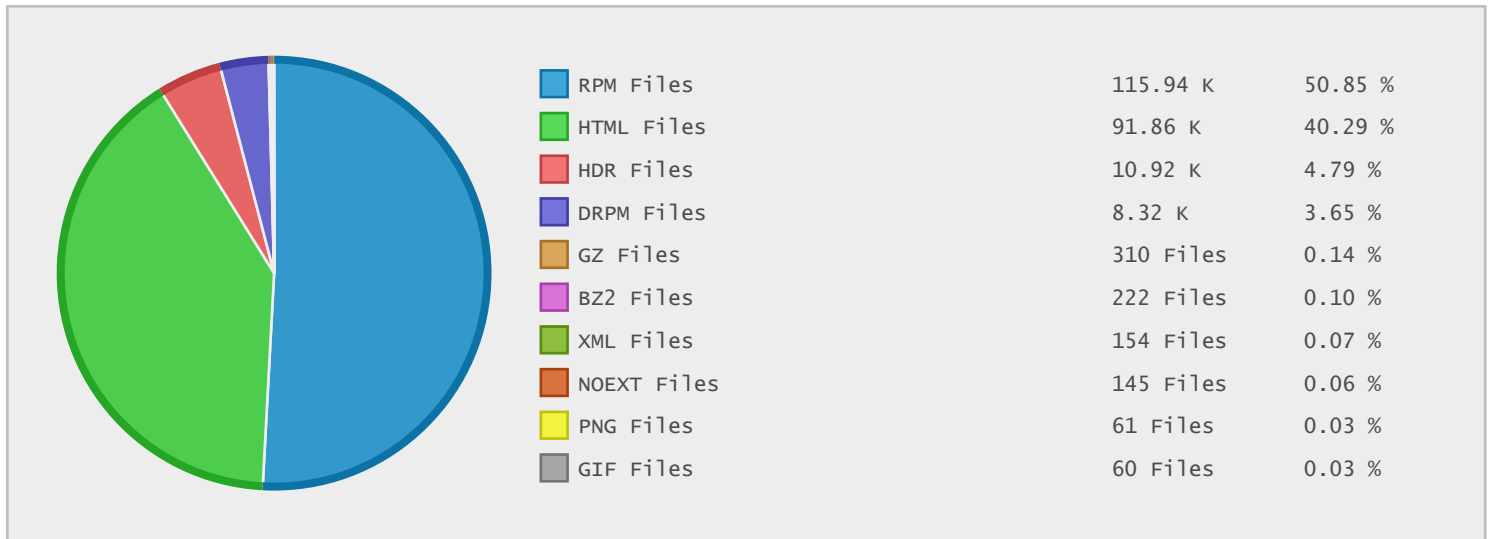 RPM Files 115.94 K 50.85 %
HTML Files 91.86 K 40.29 %
HDR Files 10.92 K 4.79 %
DRPM Files 8.32 K 3.65 %
GZ Files 310 Files 0.14 %
BZ2 Files 222 Files 0.10 %
XML Files 154 Files 0.07 %
NOEXT Files 145 Files 0.06 %
PNG Files 61 Files 0.03 %
GIF Files 60 Files 0.03 %